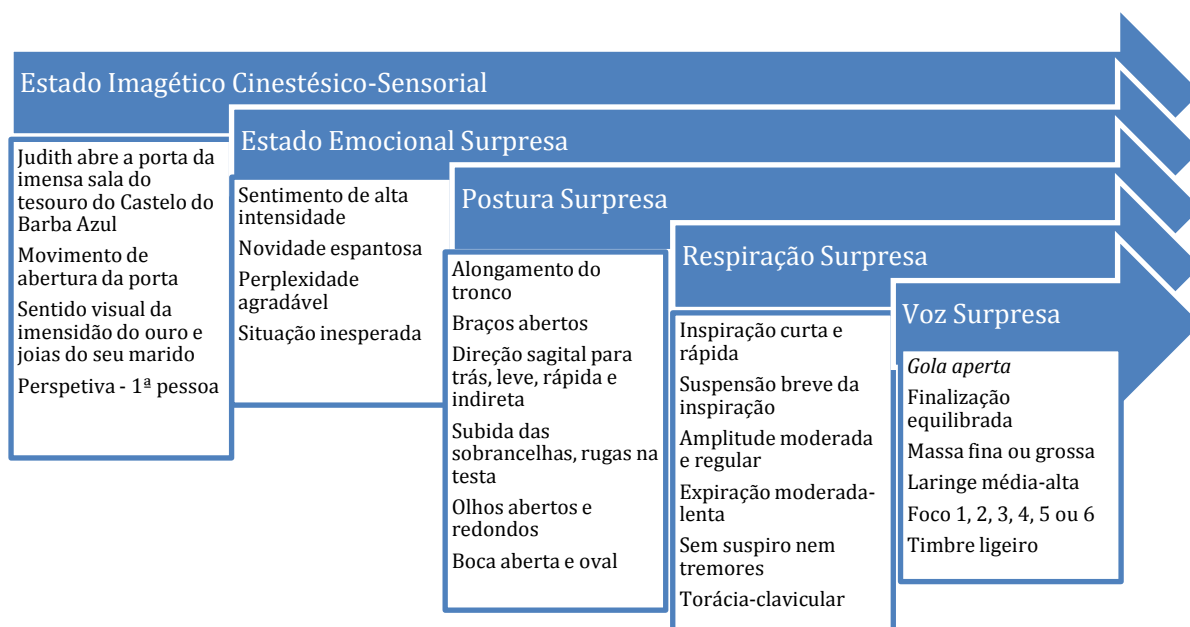 Estado Imagético Cinestésico-Sensorial
Judith abre a porta da
imensa sala do
tesouro do Castelo do
Barba Azul
Movimento de
abertura da porta
Sentido visual da
imensidão do ouro e
joias do seu marido
Perspetiva - 1ª pessoa
Estado Emocional Surpresa
Sentimento de alta
intensidade
Novidade espantosa
Perplexidade
agradável
Situação inesperada
Postura Surpresa
Alongamento do
tronco
Braços abertos
Direção sagital para
trás, leve, rápida e
indireta
Subida das
sobrancelhas, rugas na
testa
Olhos abertos e
redondos
Boca aberta e oval
Respiração Surpresa
Inspiração curta e
rápida
Suspensão breve da
inspiração
Amplitude moderada
e regular
Expiração moderada-
lenta
Sem suspiro nem
tremores
Torácia-clavicular
Voz Surpresa
Gola aperta
Finalização
equilibrada
Massa fina ou grossa
Laringe média-alta
Foco 1, 2, 3, 4, 5 ou 6
Timbre ligeiro